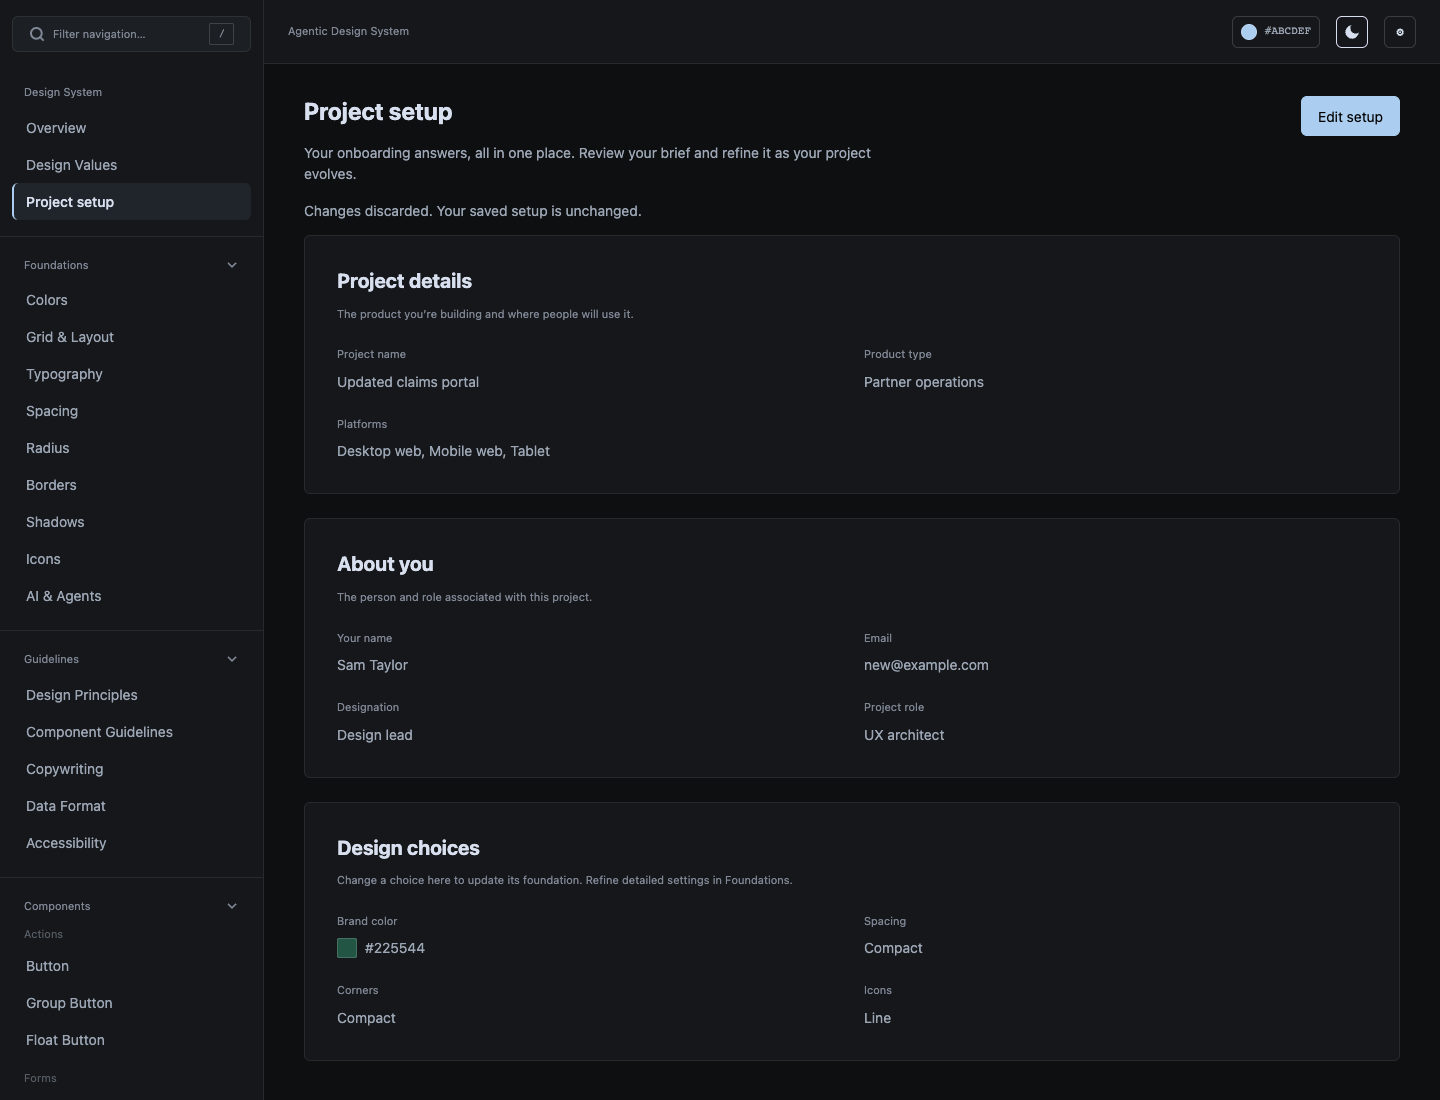 Filter navigation...
/
Agentic Design System
#ABCDEF
Design System
Overview
Design Values
Project setup
Foundations
Colors
Grid & Layout
Typography
Spacing
Radius
Borders
Shadows
Icons
AI & Agents
Guidelines
Design Principles
Component Guidelines
Copywriting
Data Format
Accessibility
Components
Actions
Button
Group Button
Float Button
Forms
Project setup
Edit setup
Your onboarding answers, all in one place. Review your brief and refine it as your project
evolves.
Changes discarded. Your saved setup is unchanged.
Project details
The product you're building and where people will use it.
Project name
Product type
Updated claims portal
Partner operations
Platforms
Desktop web, Mobile web, Tablet
About you
The person and role associated with this project.
Your name
Email
Sam Taylor
new@example.com
Designation
Project role
Design lead
UX architect
Design choices
Change a choice here to update its foundation. Refine detailed settings in Foundations.
Brand color
Spacing
#225544
Compact
Corners
Icons
Compact
Line